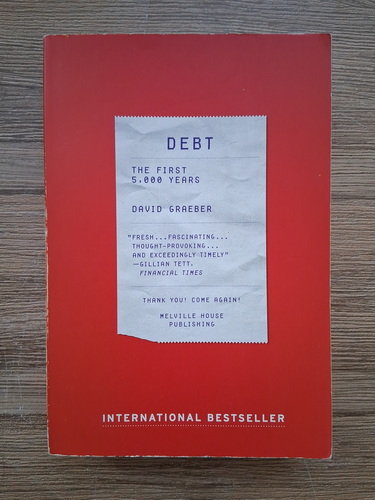 DEBT
THE FIRST
5,000 YEARS
DAVID GRAEBER
"FRESH...FASCINATING...
THOUGHT-PROVOKING...
AND EXCEEDINGLY TIMELY"
—GILLIAN TETT,
FINANCIAL TIMES
THANK YOU! COME AGAIN!
MELVILLE HOUSE
PUBLISHING
INTERNATIONAL BESTSELLER